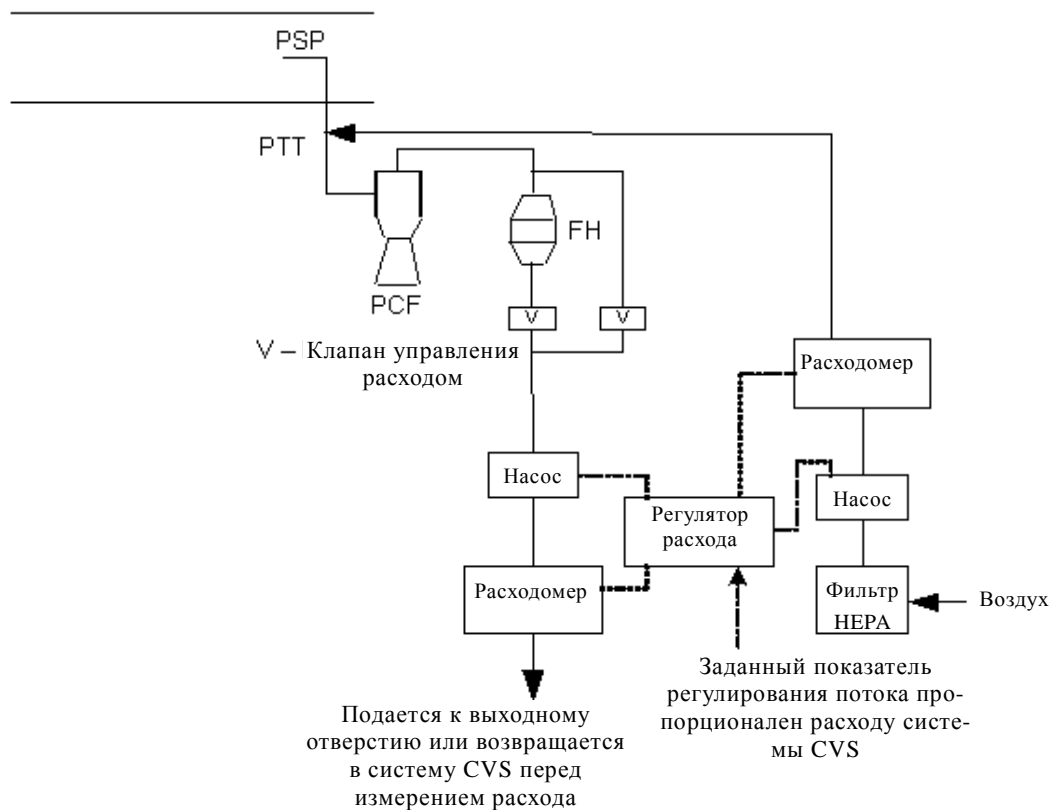 PSP
PTT
PCF
FH
V
V
V – Клапан управления
расходом
Расходомер
Насос
Насос
Регулятор
расхода
Расходомер
Фильтр
HEPA
Воздух
Заданный показатель
регулирования потока про-
порционален расходу систе-
мы CVS
Подается к выходному
отверстию или возвращается
в систему CVS перед
измерением расхода